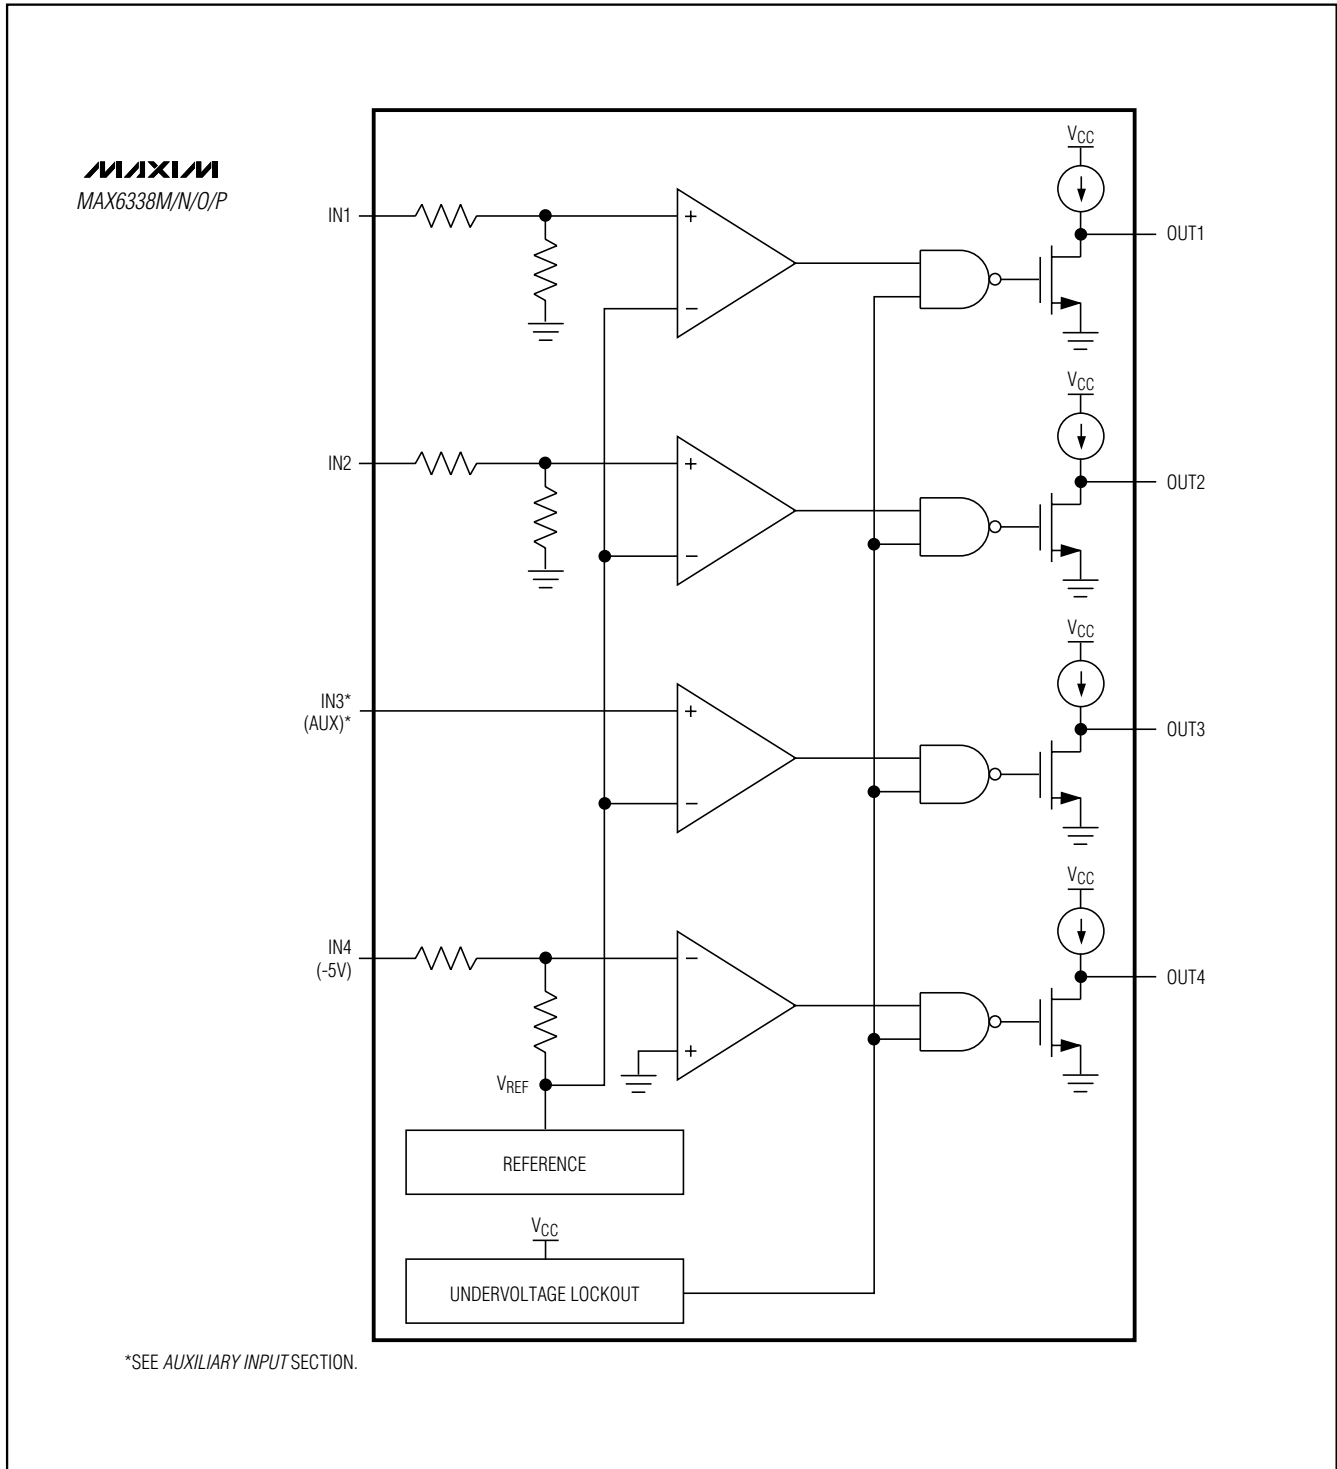 MAXIM
MAX6338M/N/O/P
VCC
IN1
+
−
OUT1
VCC
IN2
+
−
OUT2
VCC
IN3*
(AUX)*
+
−
OUT3
VCC
IN4
(-5V)
−
+
OUT4
VREF
REFERENCE
VCC
UNDERVOLTAGE LOCKOUT
*SEE AUXILIARY INPUT SECTION.